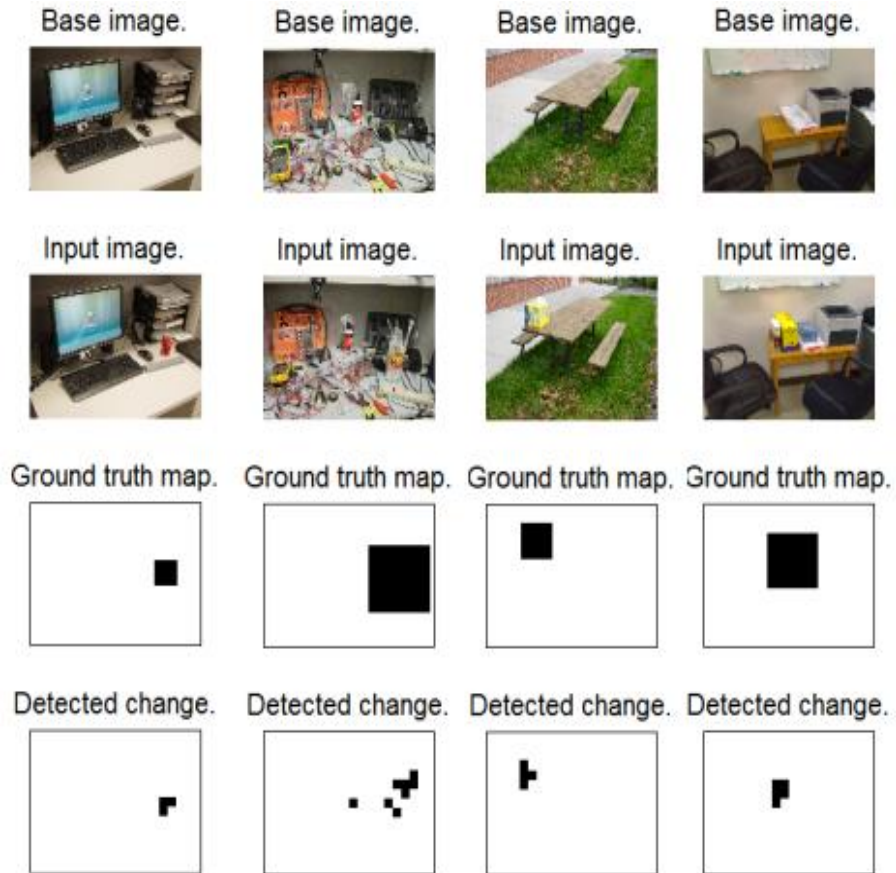 Base image. Base image. Base image. Base image.
Input image. Input image. Input image. Input image.
Ground truth map. Ground truth map. Ground truth map. Ground truth map.
Detected change. Detected change. Detected change. Detected change.